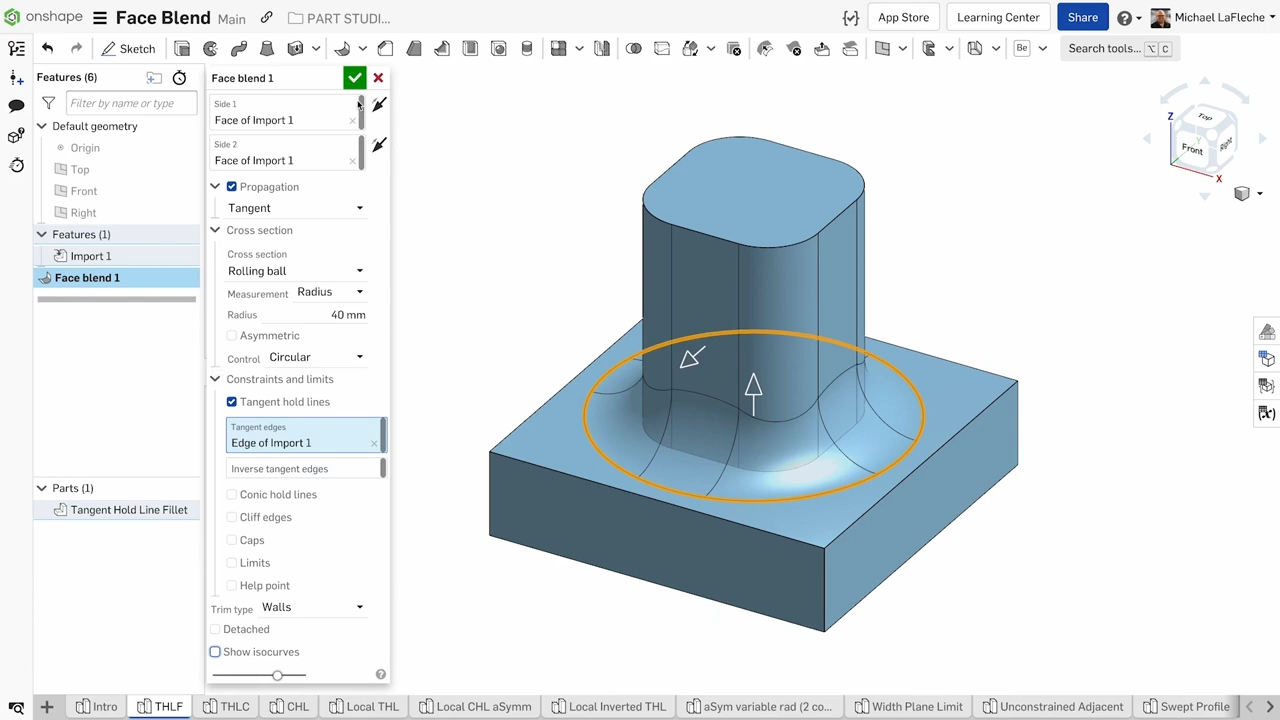 onshape
Face Blend Main
PART STUDI...
App Store
Learning Center
Share
Michael LaFleche
Sketch
Be
Search tools...
C
Features (6)
Filter by name or type
Default geometry
Origin
Top
Front
Right
Features (1)
Import 1
Face blend 1
Parts (1)
Tangent Hold Line Fillet
Face blend 1
Side 1
Face of Import 1
Side 2
Face of Import 1
Propagation
Tangent
Cross section
Cross section
Rolling ball
Measurement Radius
Radius 40 mm
Asymmetric
Control Circular
Constraints and limits
Tangent hold lines
Tangent edges
Edge of Import 1
Inverse tangent edges
Conic hold lines
Cliff edges
Caps
Limits
Help point
Trim type Walls
Detached
Show isocurves
Z
Top
Y
Front
Right
X
Intro
THLF
THLC
CHL
Local THL
Local CHL aSymm
Local Inverted THL
aSym variable rad (2 co...
Width Plane Limit
Unconstrained Adjacent
Swept Profile